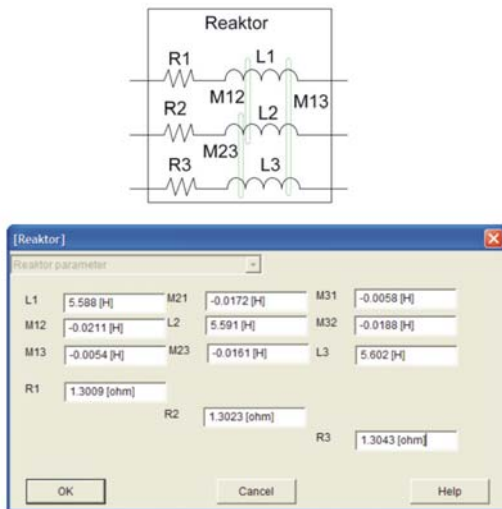 Reaktor
R1 L1
M12 M13
R2 L2
M23
R3 L3
[Reaktor]
Reaktor parameter
L1 5.588 [H] M21 -0.0172 [H] M31 -0.0058 [H]
M12 -0.0211 [H] L2 5.591 [H] M32 -0.0188 [H]
M13 -0.0054 [H] M23 -0.0161 [H] L3 5.602 [H]
R1 1.3009 [ohm]
R2 1.3023 [ohm]
R3 1.3043 [ohm]
OK Cancel Help